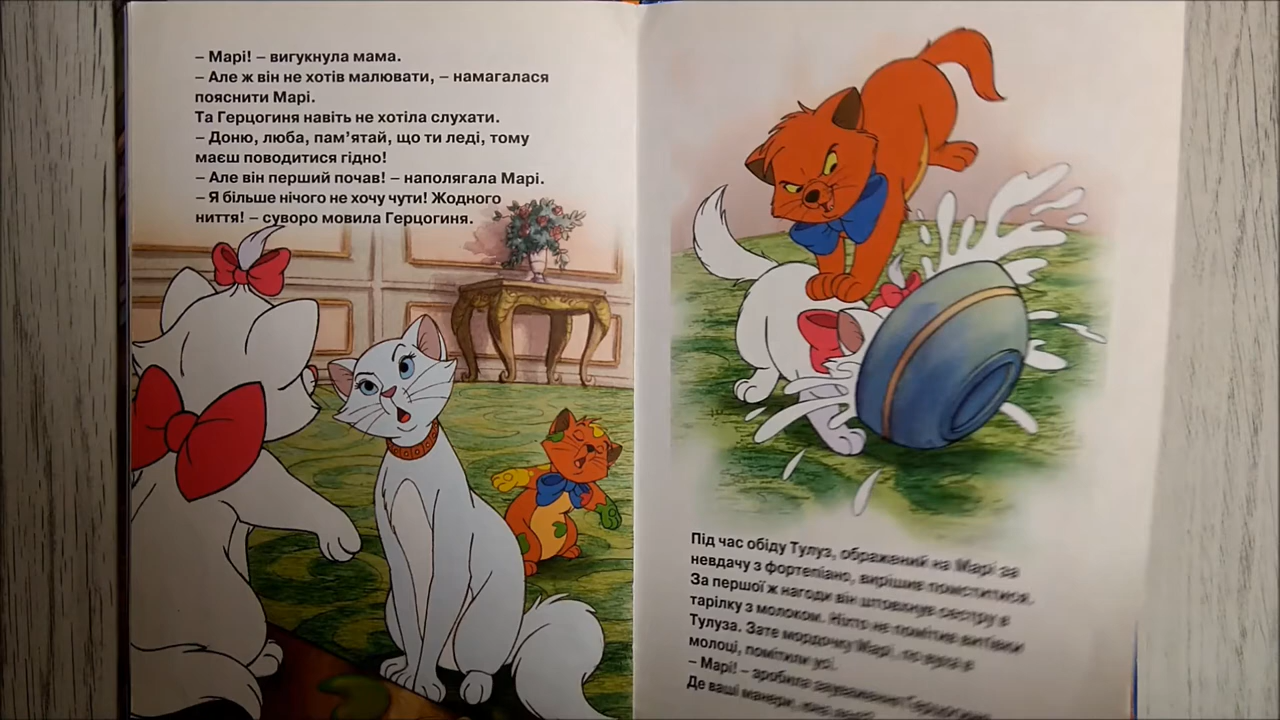 – Марі! – вигукнула мама.
– Але ж він не хотів малювати, – намагалася
пояснити Марі.
Та Герцогиня навіть не хотіла слухати.
– Доню, люба, пам’ятай, що ти леді, тому
маєш поводитися гідно!
– Але він перший почав! – наполягала Марі.
– Я більше нічого не хочу чути! Жодного
ниття! – суворо мовила Герцогиня.
Під час обіду Тулуз, ображений на Марі за
невдачу з фортепіано, вирішив помститися.
За першої ж нагоди він штовхнув сестру в
тарілку з молоком. Ніхто не помітив витівки
Тулуза. Зате мордочку Марі, в
молоці, помітили усі.
– Марі! – зробила зауваження Герцогиня.
Де ваші манери,